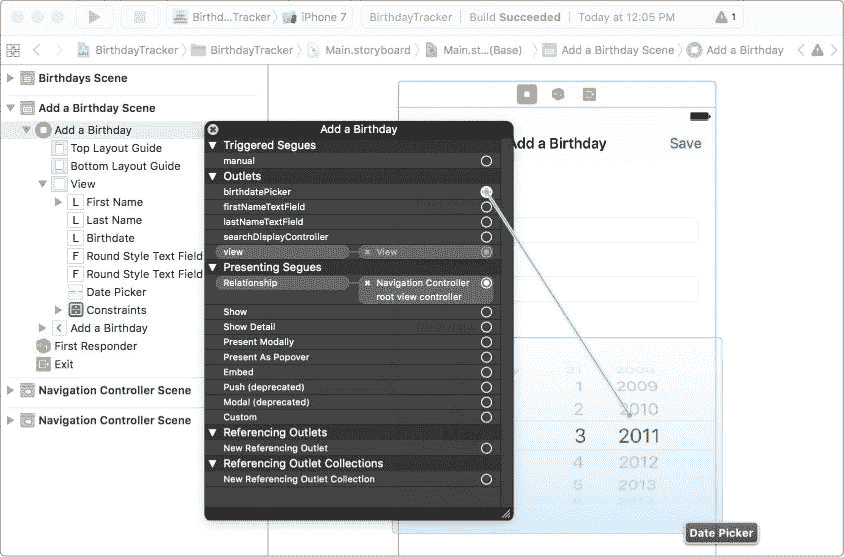 Birthd...Tracker iPhone 7 BirthdayTracker Build Succeeded Today at 12:05 PM 1
BirthdayTracker BirthdayTracker Main.storyboard Main.st...(Base) Add a Birthday Scene Add a Birthday
Birthdays Scene
Add a Birthday Scene
Add a Birthday
Top Layout Guide
Bottom Layout Guide
View
L First Name
L Last Name
L Birthdate
F Round Style Text Field
F Round Style Text Field
Date Picker
Constraints
Add a Birthday
First Responder
Exit
Navigation Controller Scene
Navigation Controller Scene
Add a Birthday
Triggered Segues
manual
Outlets
birthdatePicker
firstNameTextField
lastNameTextField
searchDisplayController
view View
Presenting Segues
Relationship Navigation Controller
root view controller
Show
Show Detail
Present Modally
Present As Popover
Embed
Push (deprecated)
Modal (deprecated)
Custom
Referencing Outlets
New Referencing Outlet
Referencing Outlet Collections
New Referencing Outlet Collection
dd a Birthday Save
31 2008
1 2009
2 2010
3 2011
4 2012
5 2013
Date Picker